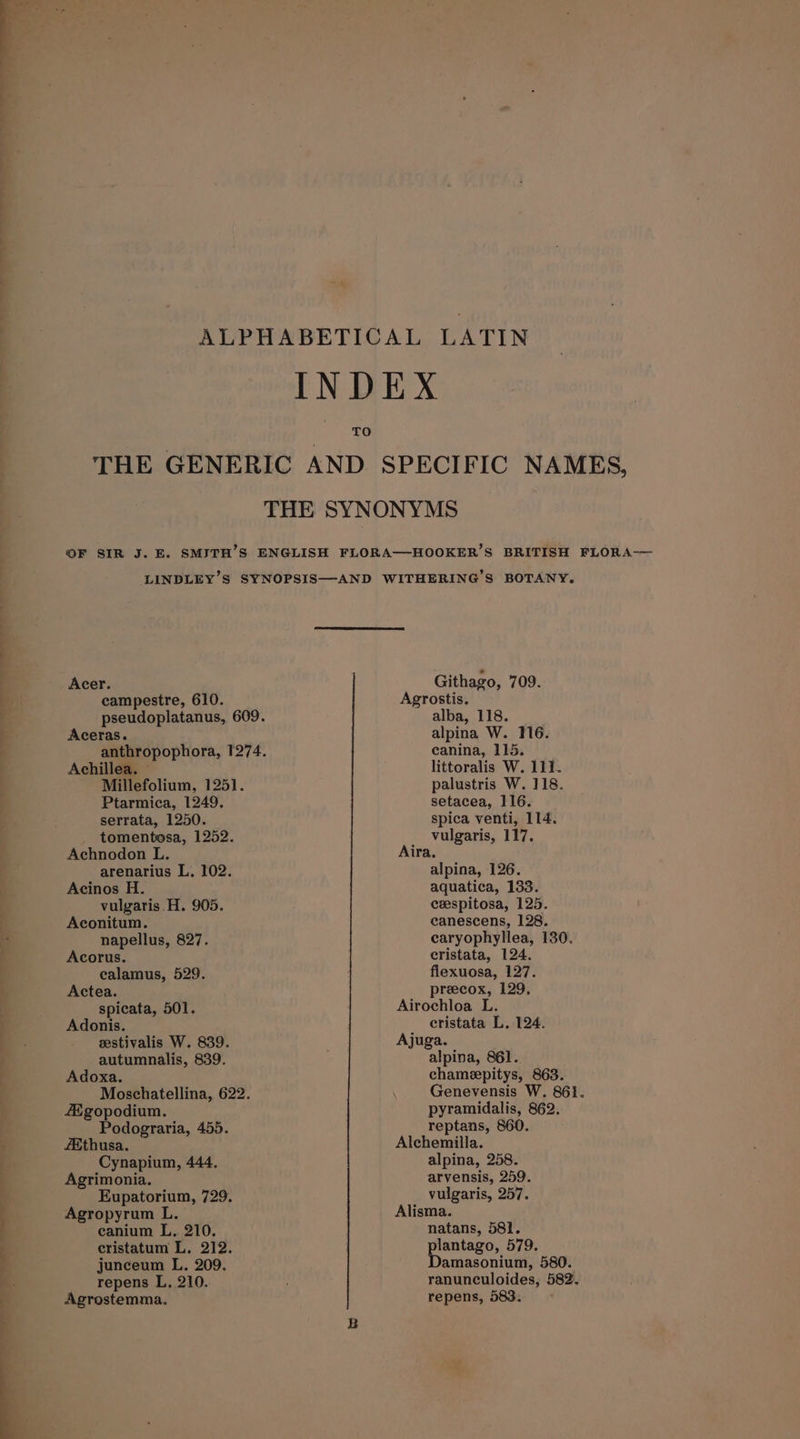 ALPHABETICAL LATIN
INDEX
TO
THE GENERIC AND SPECIFIC NAMES,
THE SYNONYMS
OF SIR J. E. SMITH'S ENGLISH FLORA—HOOKER'S BRITISH FLORA—
LINDLEY'S SYNOPSIS—AND WITHERING'S BOTANY.
Acer.
campestre, 610.
pseudoplatanus, 609.
Aceras.
anthropophora, 1274.
Achillea.
Millefolium, 1251.
Ptarmica, 1249.
serrata, 1250.
tomentosa, 1252.
Achnodon L.
arenarius L. 102.
Acinos H.
vulgaris H. 905.
Aconitum.
napellus, 827.
Acorus.
calamus, 529.
Actea.
spicata, 501.
Adonis.
æstivalis W. 839.
autumnalis, 839.
Adoxa.
Moschatellina, 622.
Ægopodium.
Podograria, 455.
Æthusa.
Cynapium, 444.
Agrimonia.
Eupatorium, 729.
Agropyrum L.
canium L. 210.
cristatum L. 212.
junceum L. 209.
repens L. 210.
Agrostemma.
Githago, 709.
Agrostis.
alba, 118.
alpina W. 116.
canina, 115.
littoralis W. 111.
palustris W. 118.
setacea, 116.
spica venti, 114.
vulgaris, 117.
Aira.
alpina, 126.
aquatica, 133.
cæspitosa, 125.
canescens, 128.
caryophyllea, 130.
cristata, 124.
flexuosa, 127.
præcox, 129.
Airochloa L.
cristata L. 124.
Ajuga.
alpina, 861.
chamæpitys, 863.
Genevensis W. 861.
pyramidalis, 862.
reptans, 860.
Alchemilla.
alpina, 258.
arvensis, 259.
vulgaris, 257.
Alisma.
natans, 581.
plantago, 579.
Damasonium, 580.
ranunculoides, 582.
repens, 583.
B